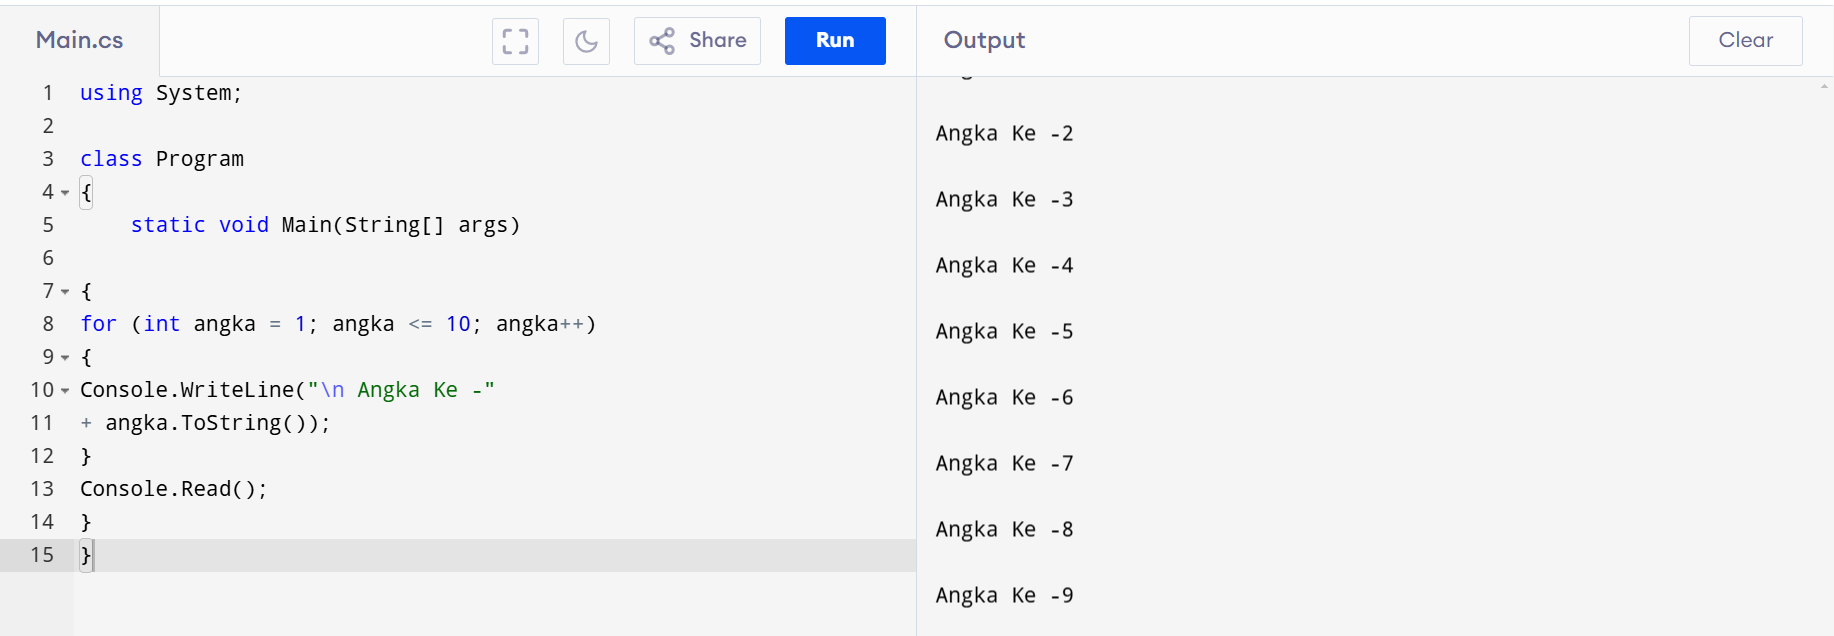 Main.cs
Share
Run
Output
Clear
1 using System;
2
3 class Program
4 {
5     static void Main(String[] args)
6
7 {
8 for (int angka = 1; angka <= 10; angka++)
9 {
10 Console.WriteLine("\n Angka Ke -"
11 + angka.ToString());
12 }
13 Console.Read();
14 }
15 }
Angka Ke -2
Angka Ke -3
Angka Ke -4
Angka Ke -5
Angka Ke -6
Angka Ke -7
Angka Ke -8
Angka Ke -9